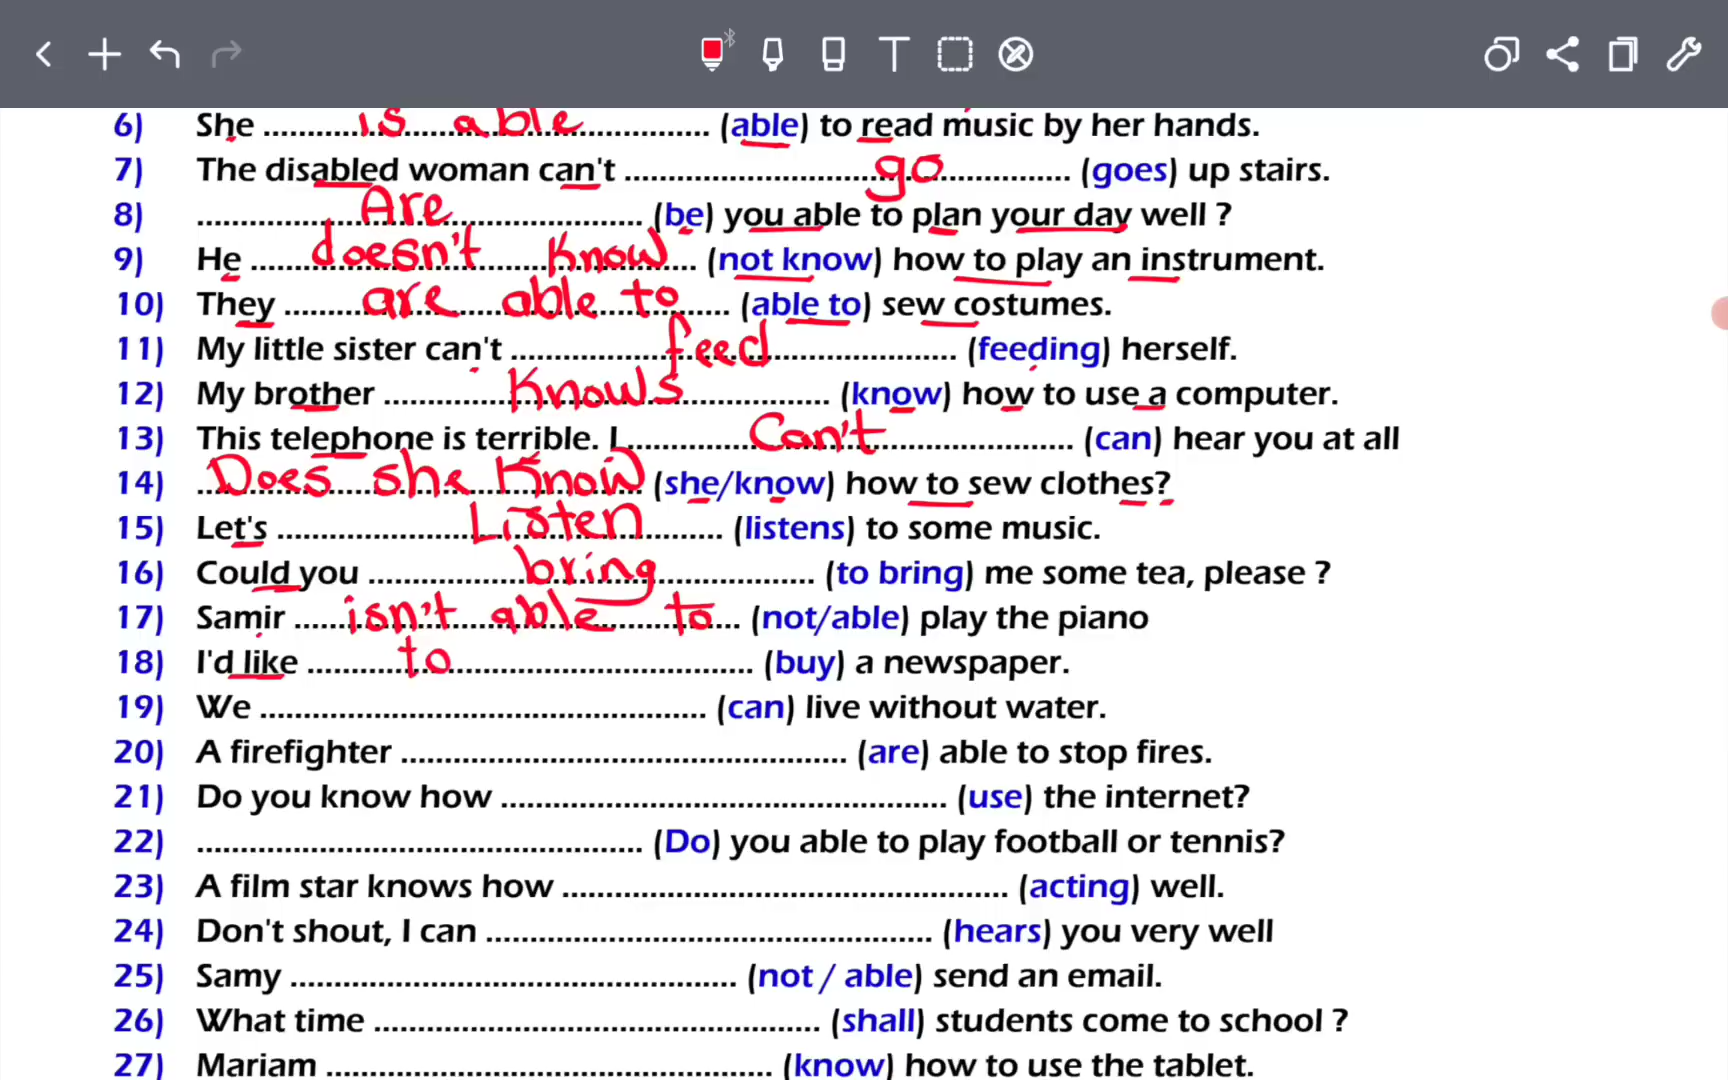 6) She ........is able........ (able) to read music by her hands.
7) The disabled woman can't ........go........ (goes) up stairs.
8) ........Are........ (be) you able to plan your day well ?
9) He ........doesn't know........ (not know) how to play an instrument.
10) They ........are able to........ (able to) sew costumes.
11) My little sister can't ........feed........ (feeding) herself.
12) My brother ........Knows........ (know) how to use a computer.
13) This telephone is terrible. I ........Can't........ (can) hear you at all
14) ........Does she Know........ (she/know) how to sew clothes?
15) Let's ........Listen........ (listens) to some music.
16) Could you ........bring........ (to bring) me some tea, please ?
17) Samir ........isn't able to........ (not/able) play the piano
18) I'd like ........to........ (buy) a newspaper.
19) We ................ (can) live without water.
20) A firefighter ................ (are) able to stop fires.
21) Do you know how ................ (use) the internet?
22) ................ (Do) you able to play football or tennis?
23) A film star knows how ................ (acting) well.
24) Don't shout, I can ................ (hears) you very well
25) Samy ................ (not / able) send an email.
26) What time ................ (shall) students come to school ?
27) Mariam ................ (know) how to use the tablet.